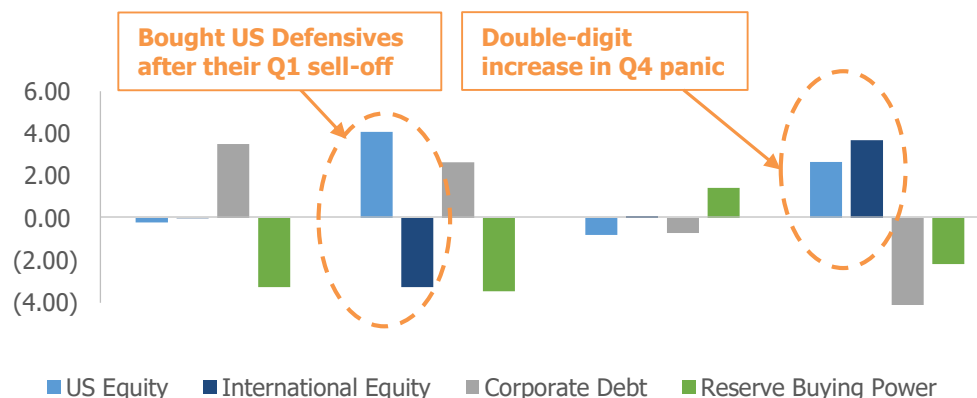 Bought US Defensives
after their Q1 sell-off
Double-digit
increase in Q4 panic
6.00
4.00
2.00
0.00
(2.00)
(4.00)
US Equity
International Equity
Corporate Debt
Reserve Buying Power